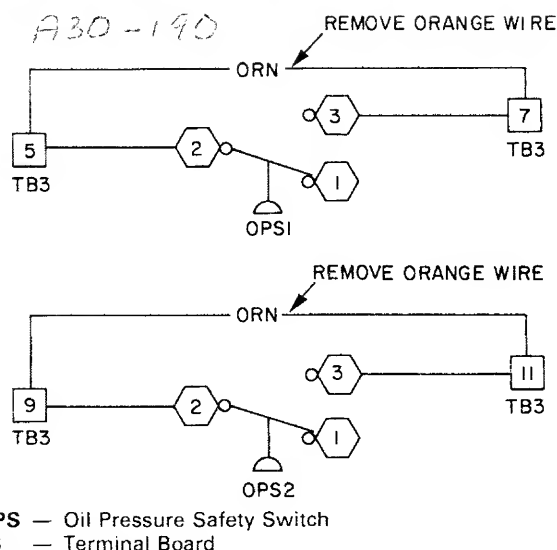 A30-190
REMOVE ORANGE WIRE
ORN
3
7
5
2
TB3
TB3
1
OPS1
REMOVE ORANGE WIRE
ORN
3
11
9
2
TB3
TB3
1
OPS2
PS — Oil Pressure Safety Switch
— Terminal Board